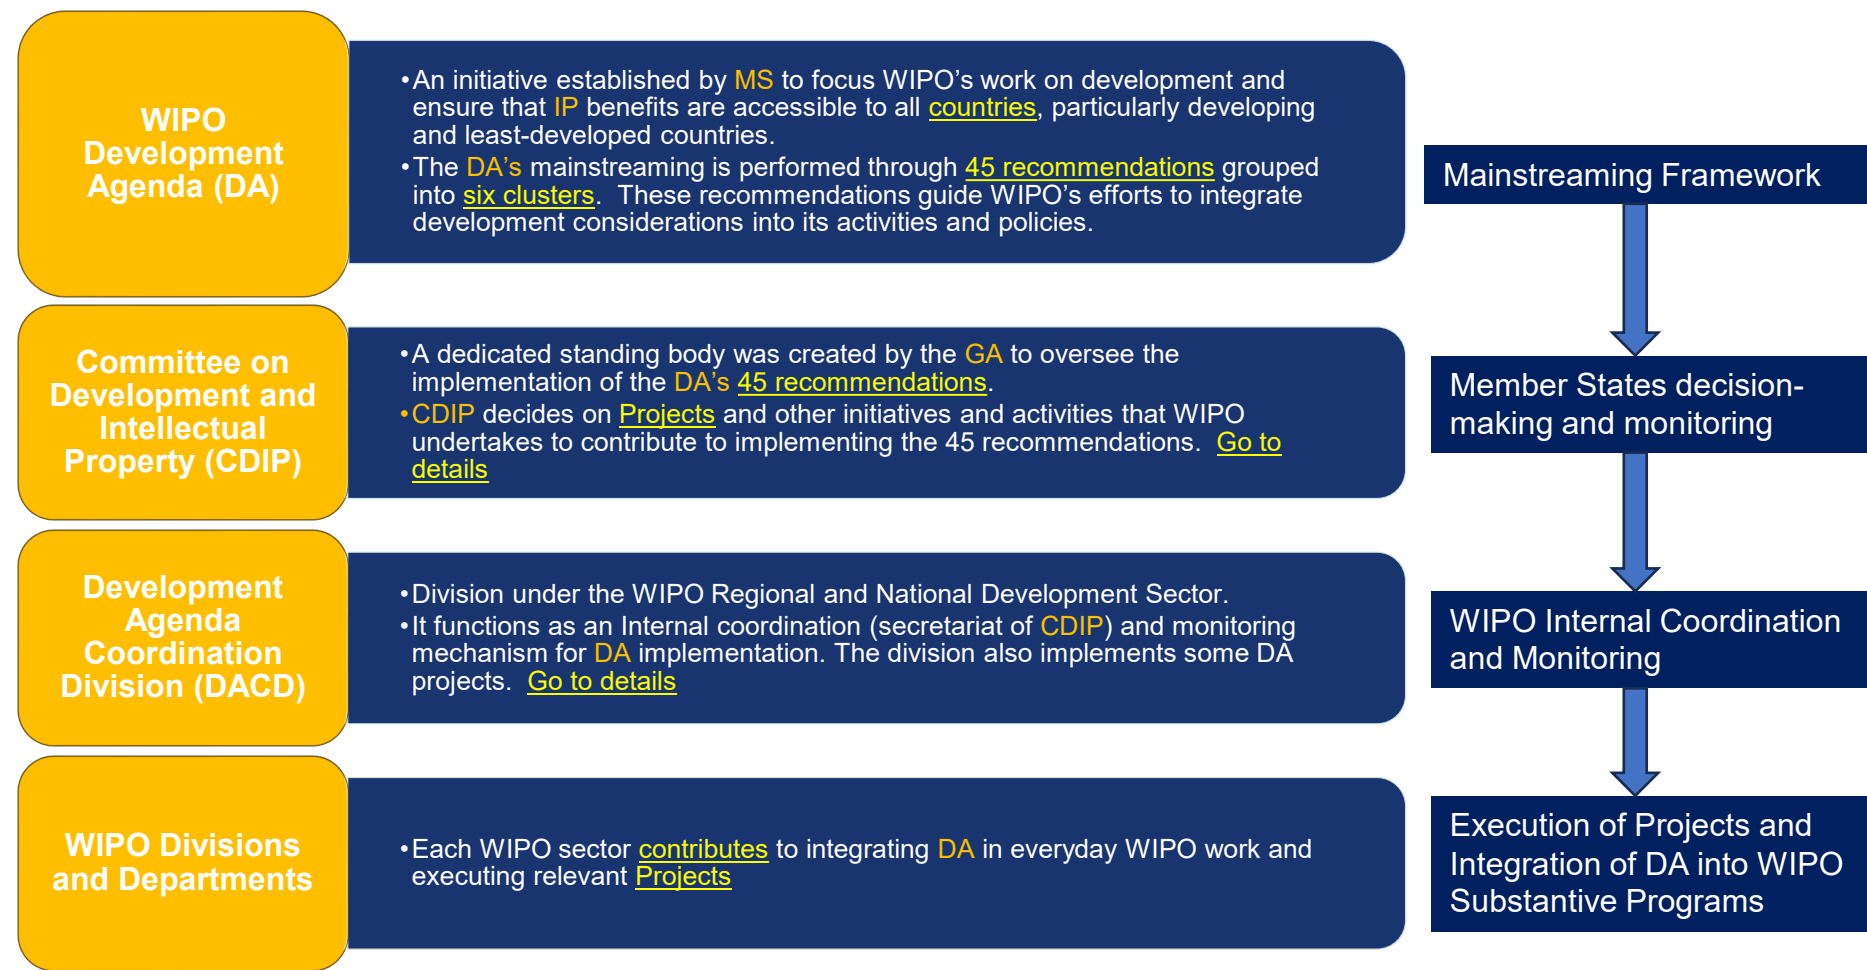 WIPO
Development
Agenda (DA)
•An initiative established by MS to focus WIPO’s work on development and
ensure that IP benefits are accessible to all countries, particularly developing
and least-developed countries.
•The DA’s mainstreaming is performed through 45 recommendations grouped
into six clusters.  These recommendations guide WIPO’s efforts to integrate
development considerations into its activities and policies.
Mainstreaming Framework
Committee on
Development and
Intellectual
Property (CDIP)
•A dedicated standing body was created by the GA to oversee the
implementation of the DA’s 45 recommendations.
•CDIP decides on Projects and other initiatives and activities that WIPO
undertakes to contribute to implementing the 45 recommendations.  Go to
details
Member States decision-
making and monitoring
Development
Agenda
Coordination
Division (DACD)
•Division under the WIPO Regional and National Development Sector.
•It functions as an Internal coordination (secretariat of CDIP) and monitoring
mechanism for DA implementation. The division also implements some DA
projects.  Go to details
WIPO Internal Coordination
and Monitoring
WIPO Divisions
and Departments
•Each WIPO sector contributes to integrating DA in everyday WIPO work and
executing relevant Projects
Execution of Projects and
Integration of DA into WIPO
Substantive Programs